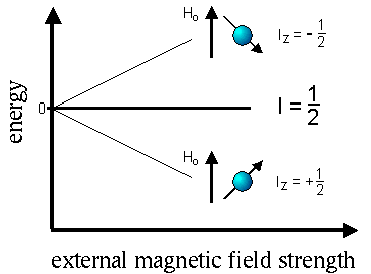 H₀ I_Z = - 1/2
energy
0 I = 1/2
H₀ I_Z = + 1/2
external magnetic field strength